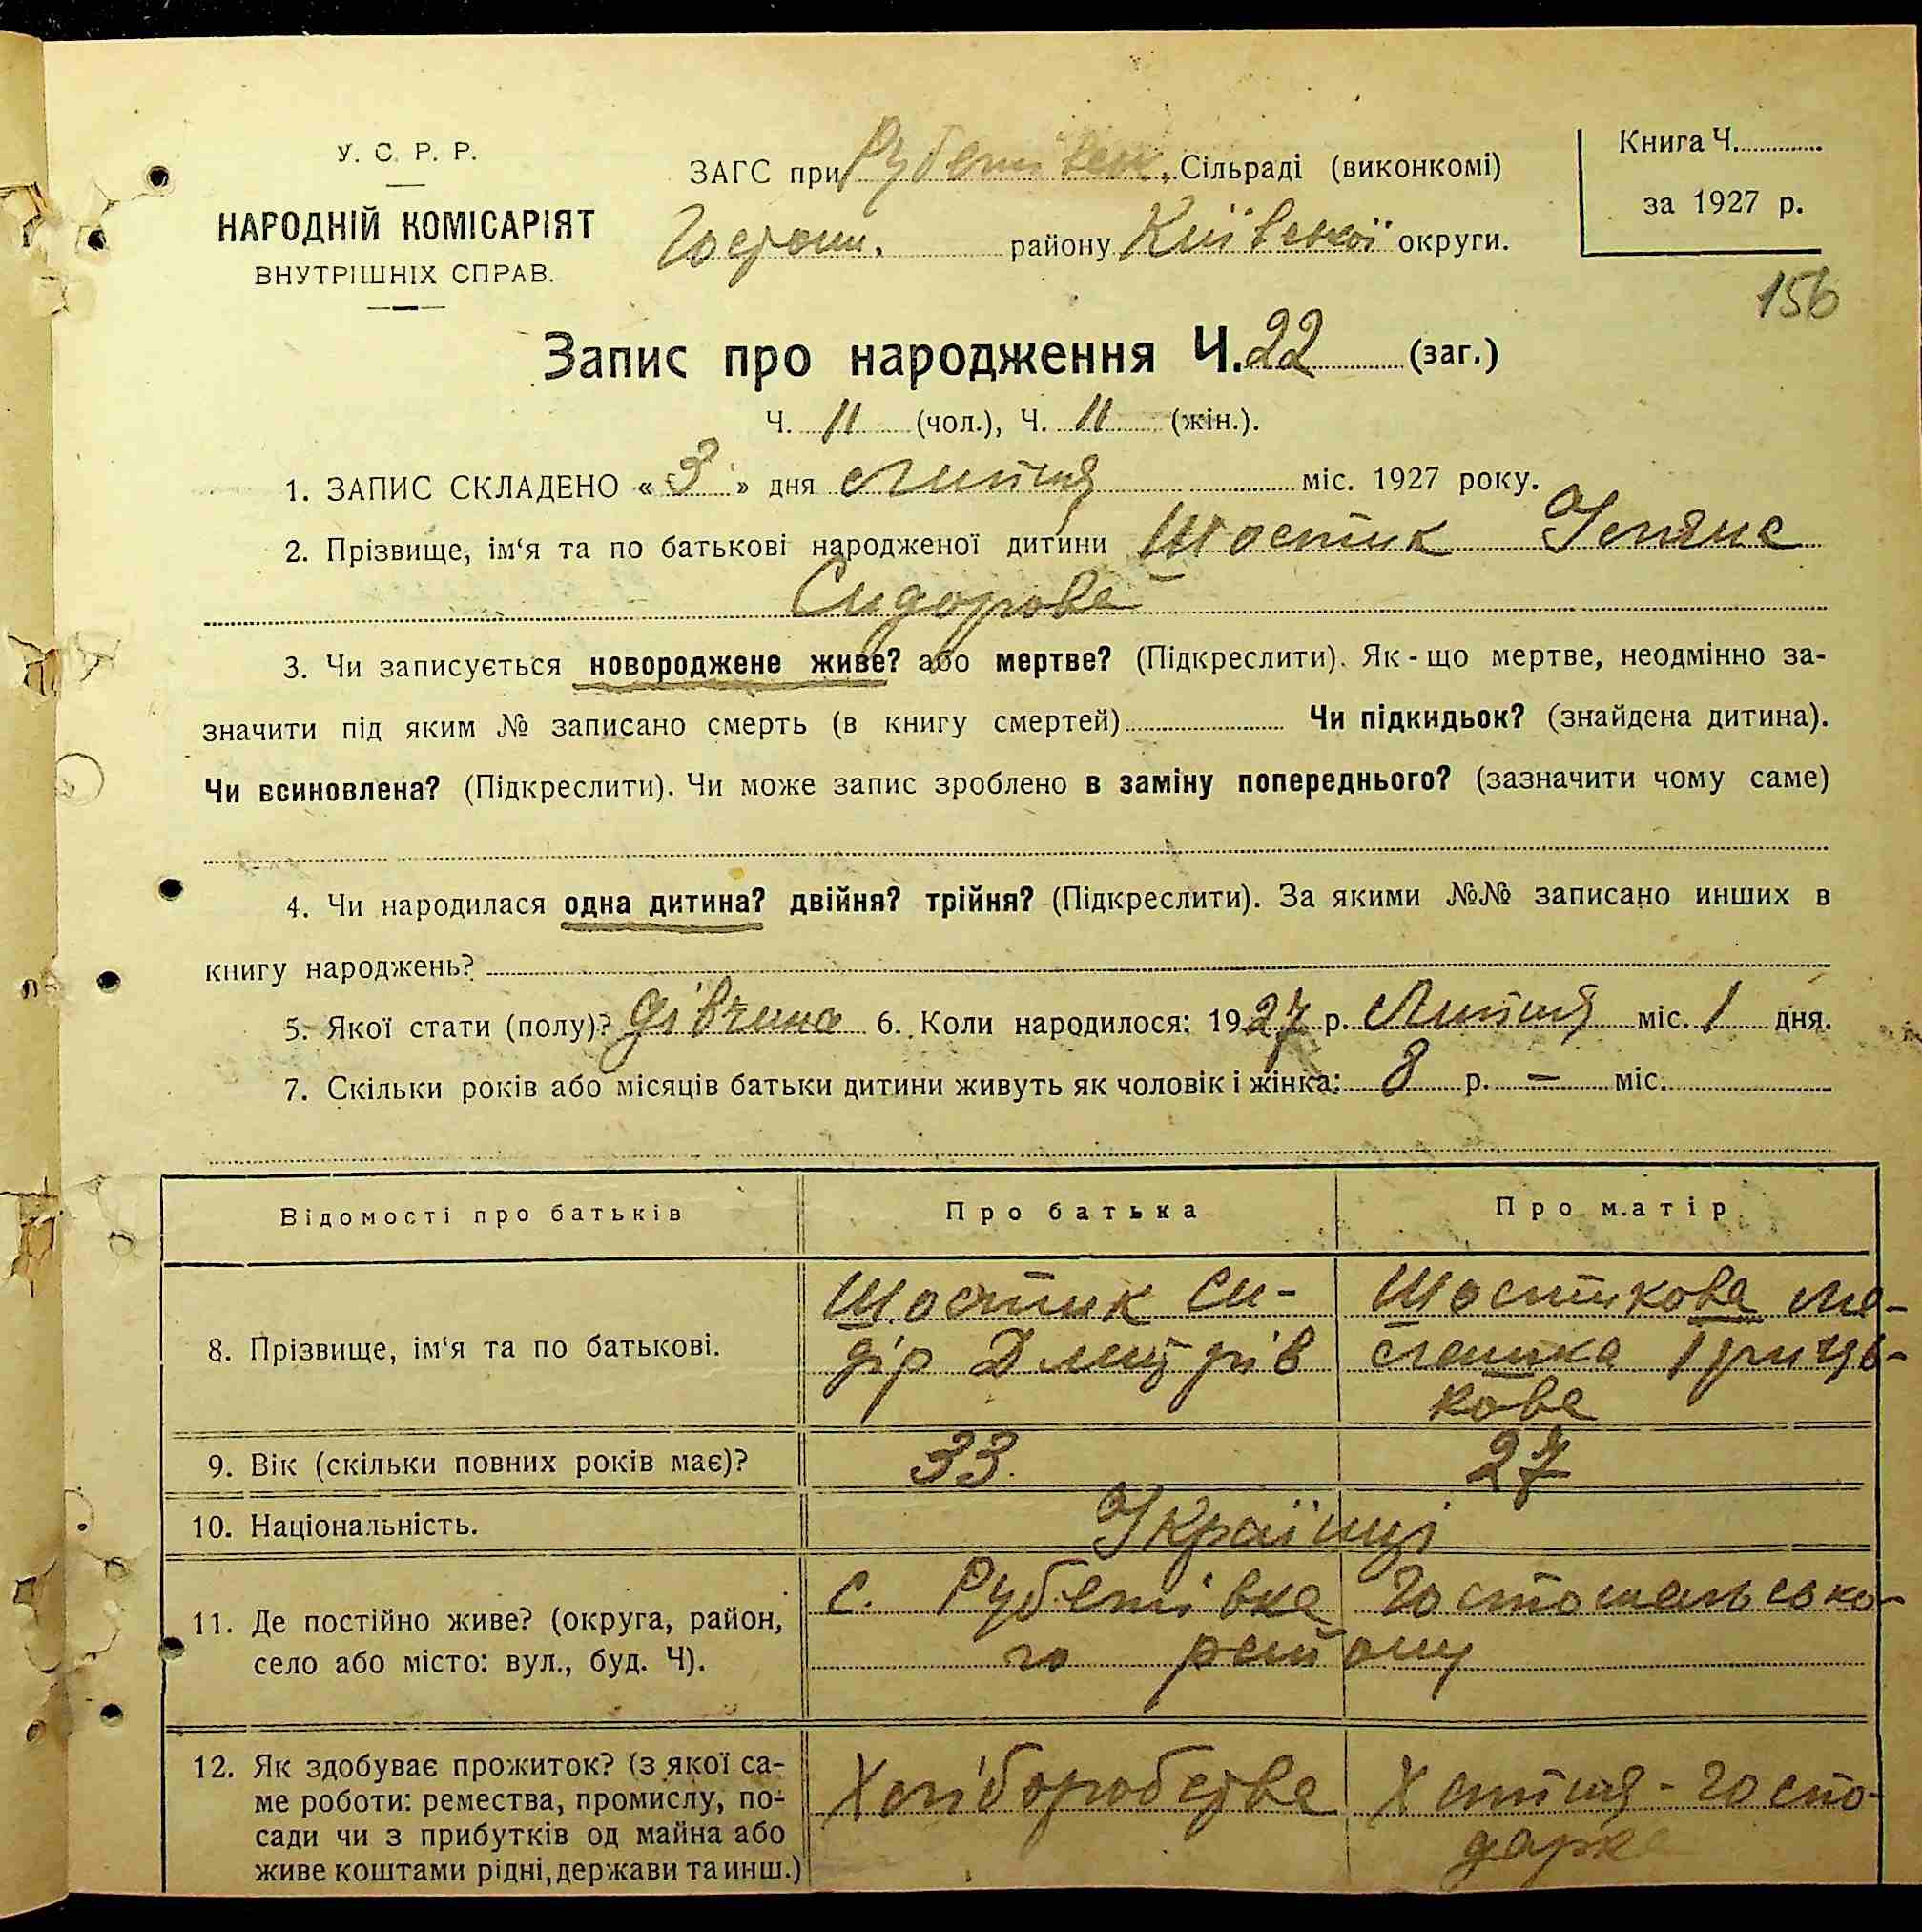 У. С. Р. Р.
НАРОДНІЙ КОМІСАРІЯТ
ВНУТРІШНІХ СПРАВ.
ЗАГС при Сільраді (виконкомі)
Гостом. району Київської округи.
Книга Ч.
за 1927 р.
156
Запис про народження Ч. 22 (заг.)
Ч. 11 (чол.), Ч. 11 (жін.).
1. ЗАПИС СКЛАДЕНО « 3 » дня Липня міс. 1927 року.
2. Прізвище, ім‘я та по батькові народженої дитини Шостик Уляна
Сидорова
3. Чи записується новороджене живе? або мертве? (Підкреслити). Як-що мертве, неодмінно за-
значити під яким № записано смерть (в книгу смертей) Чи підкидьок? (знайдена дитина).
Чи всиновлена? (Підкреслити). Чи може запис зроблено в заміну попереднього? (зазначити чому саме)
4. Чи народилася одна дитина? двійня? трійня? (Підкреслити). За якими №№ записано инших в
книгу народжень?
5. Якої стати (полу)? дівчина 6. Коли народилося: 1927 р. Липня міс. 1 дня.
7. Скільки років або місяців батьки дитини живуть як чоловік і жінка: 8 р. — міс.
Відомості про батьків Про батька Про матір
8. Прізвище, ім‘я та по батькові.
Шостик Си-
дір Дмитрів
Шостикова
Гриць-
кова
9. Вік (скільки повних років має)? 33. 27
10. Національність. Українці
11. Де постійно живе? (округа, район,
село або місто: вул., буд. Ч).
с. Рубежівка Гостомельсько-
го району
12. Як здобуває прожиток? (з якої са-
ме роботи: ремества, промислу, по-
сади чи з прибутків од майна або
живе коштами рідні, держави та инш.)
Хліборобства
Хатня-госпо-
дарка